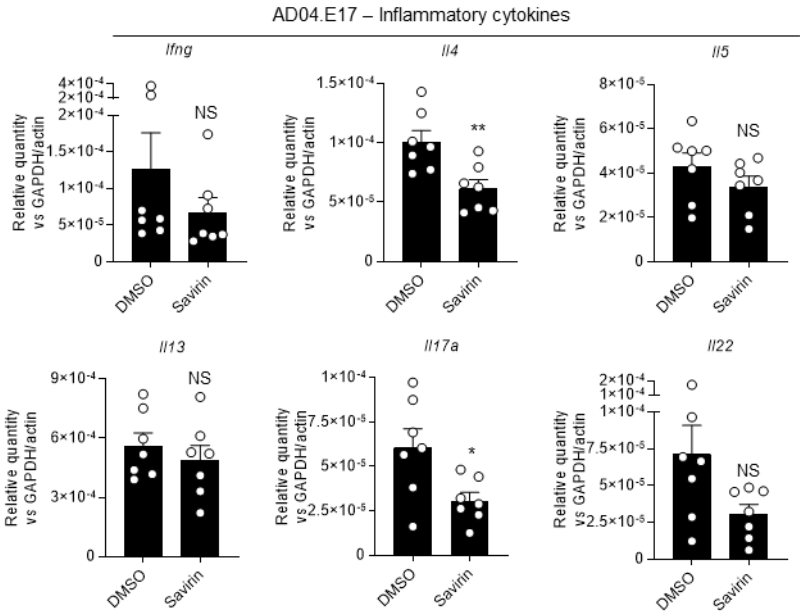 AD04.E17 – Inflammatory cytokines
Ifng
Relative quantity
vs GAPDH/actin
4×10⁻⁴
2×10⁻⁴
2×10⁻⁴
1.5×10⁻⁴
1×10⁻⁴
5×10⁻⁵
0
NS
DMSO
Savirin
Il4
Relative quantity
vs GAPDH/actin
1.5×10⁻⁴
1×10⁻⁴
5×10⁻⁵
0
**
DMSO
Savirin
Il5
Relative quantity
vs GAPDH/actin
8×10⁻⁵
6×10⁻⁵
4×10⁻⁵
2×10⁻⁵
0
NS
DMSO
Savirin
Il13
Relative quantity
vs GAPDH/actin
9×10⁻⁴
6×10⁻⁴
3×10⁻⁴
0
NS
DMSO
Savirin
Il17a
Relative quantity
vs GAPDH/actin
1×10⁻⁴
7.5×10⁻⁵
5×10⁻⁵
2.5×10⁻⁵
0
*
DMSO
Savirin
Il22
Relative quantity
vs GAPDH/actin
2×10⁻⁴
1×10⁻⁴
1×10⁻⁴
7.5×10⁻⁵
5×10⁻⁵
2.5×10⁻⁵
0
NS
DMSO
Savirin